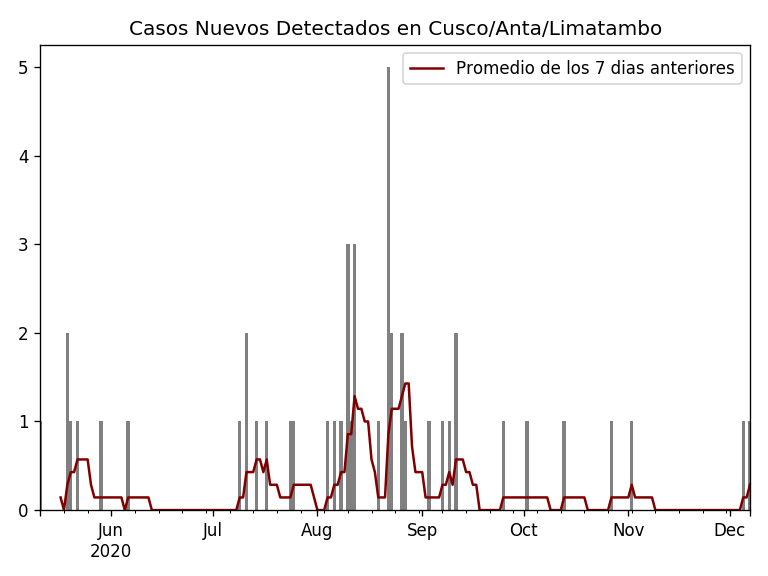 Casos Nuevos Detectados en Cusco/Anta/Limatambo
Promedio de los 7 dias anteriores
5
4
3
2
1
0
Jun Jul Aug Sep Oct Nov Dec
2020